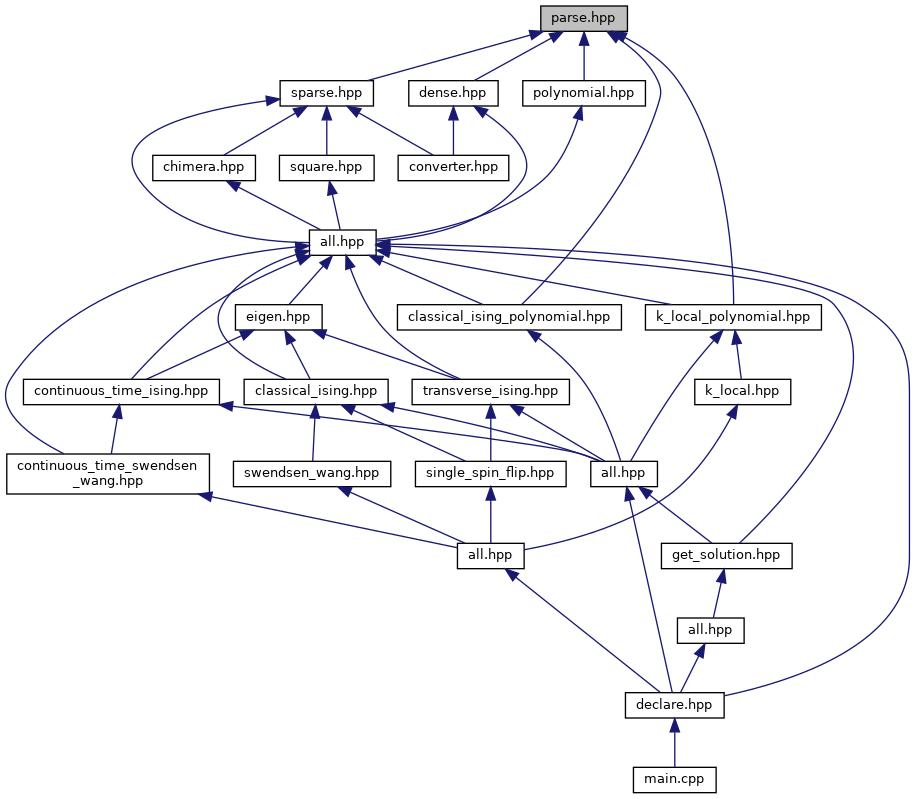 parse.hpp
sparse.hpp
dense.hpp
polynomial.hpp
chimera.hpp
square.hpp
converter.hpp
all.hpp
eigen.hpp
classical_ising_polynomial.hpp
k_local_polynomial.hpp
continuous_time_ising.hpp
classical_ising.hpp
transverse_ising.hpp
k_local.hpp
continuous_time_swendsen
_wang.hpp
swendsen_wang.hpp
single_spin_flip.hpp
all.hpp
all.hpp
get_solution.hpp
all.hpp
declare.hpp
main.cpp